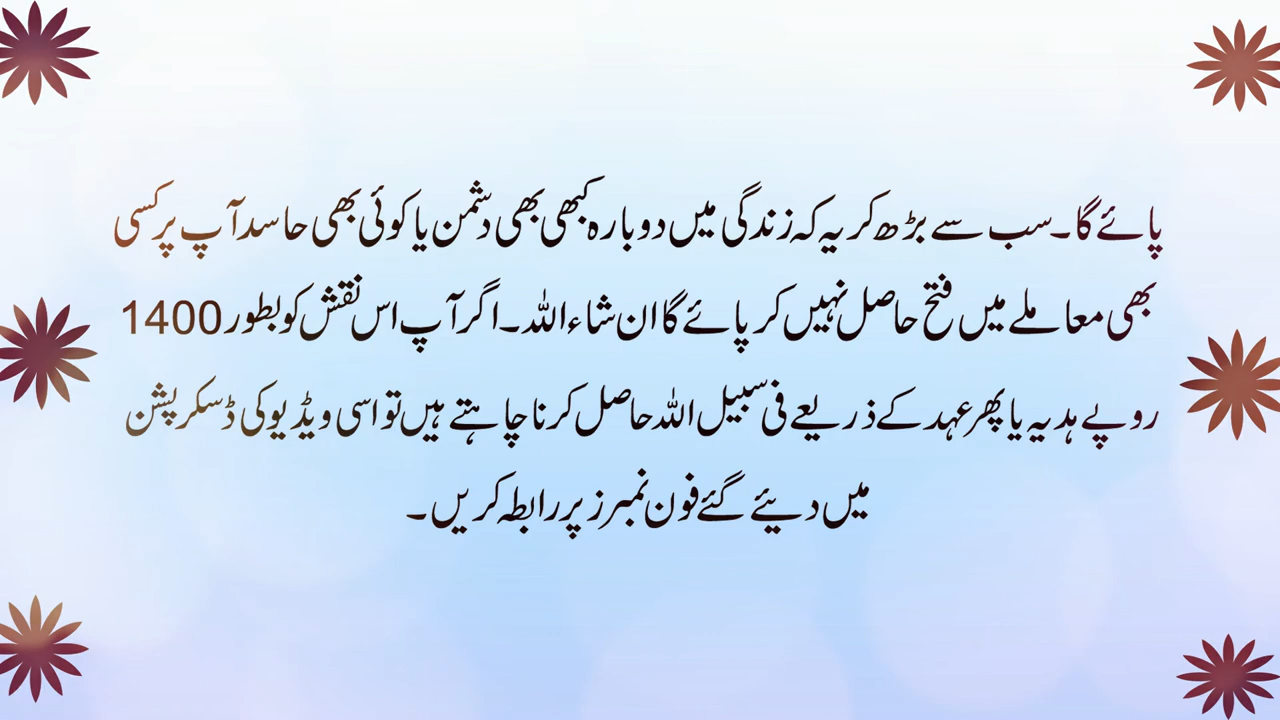 پائے گا۔سب سے بڑھ کر یہ کہ زندگی میں دوبارہ کبھی بھی دشمن یا کوئی بھی حاسد آپ پر کسی
بھی معاملے میں فتح حاصل نہیں کر پائے گا ان شاء اللہ۔اگر آپ اس نقش کو بطور 1400
روپے ہدیہ یا پھر عہد کے ذریعے فی سبیل اللہ حاصل کرنا چاہتے ہیں تو اسی ویڈیو کی ڈسکرپشن
میں دیئے گئے فون نمبرز پر رابطہ کریں۔